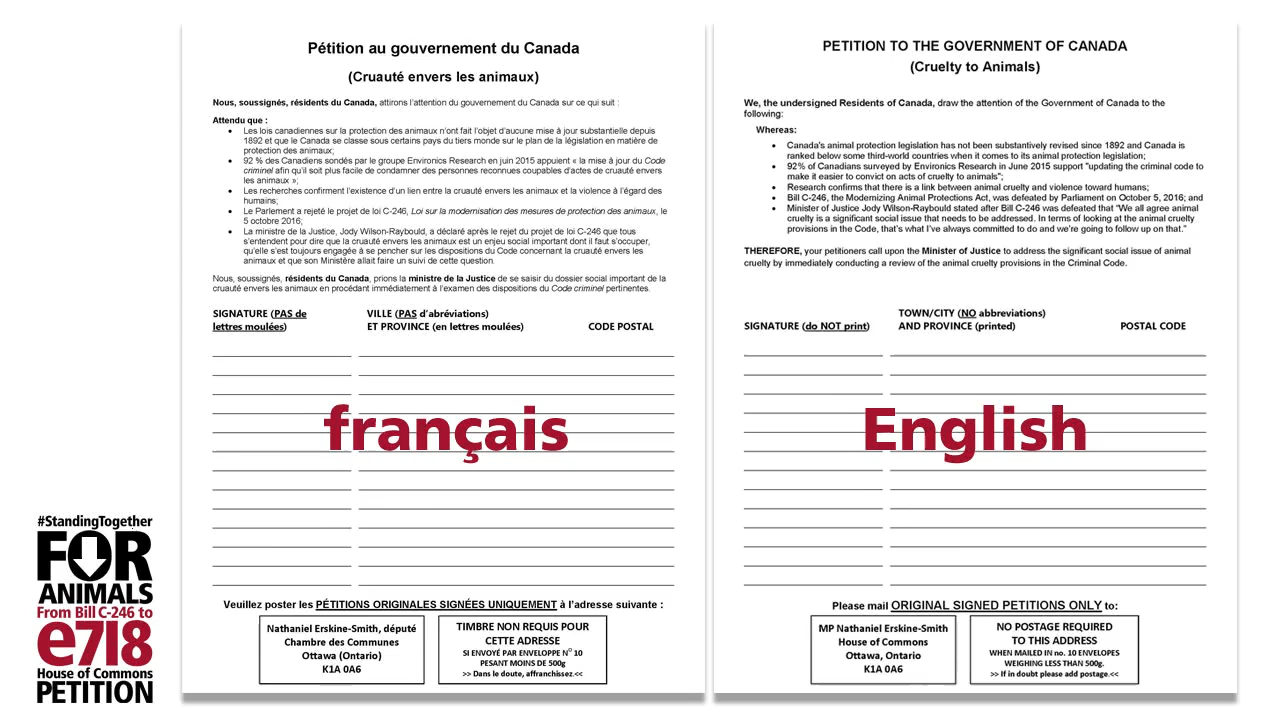 Pétition au gouvernement du Canada
(Cruauté envers les animaux)
Nous, soussignés, résidents du Canada, attirons l'attention du gouvernement du Canada sur ce qui suit :
Attendu que :
• Les lois canadiennes sur la protection des animaux n'ont fait l'objet d'aucune mise à jour substantielle depuis
1892 et que le Canada se classe sous certains pays du tiers monde sur le plan de la législation en matière de
protection des animaux;
• 92 % des Canadiens sondés par le groupe Environics Research en juin 2015 appuient « la mise à jour du Code
criminel afin qu'il soit plus facile de condamner des personnes reconnues coupables d'actes de cruauté envers
les animaux »;
• Les recherches confirment l'existence d'un lien entre la cruauté envers les animaux et la violence à l'égard des
humains;
• Le Parlement a rejeté le projet de loi C-246, Loi sur la modernisation des mesures de protection des animaux, le
5 octobre 2016;
• La ministre de la Justice, Jody Wilson-Raybould, a déclaré après le rejet du projet de loi C-246 que tous
s'entendent pour dire que la cruauté envers les animaux est un enjeu social important dont il faut s'occuper,
qu'elle s'est toujours engagée à se pencher sur les dispositions du Code concernant la cruauté envers les
animaux et que son Ministère allait faire un suivi de cette question.
Nous, soussignés, résidents du Canada, prions la ministre de la Justice de se saisir du dossier social important de la
cruauté envers les animaux en procédant immédiatement à l'examen des dispositions du Code criminel pertinentes.
SIGNATURE (PAS de
lettres moulées)
VILLE (PAS d'abréviations)
ET PROVINCE (en lettres moulées)
CODE POSTAL
français
Veuillez poster les PÉTITIONS ORIGINALES SIGNÉES UNIQUEMENT à l'adresse suivante :
Nathaniel Erskine-Smith, député
Chambre des Communes
Ottawa (Ontario)
K1A 0A6
TIMBRE NON REQUIS POUR
CETTE ADRESSE
SI ENVOYÉ PAR ENVELOPPE N° 10
PESANT MOINS DE 500g
>> Dans le doute, affranchissez.<<
PETITION TO THE GOVERNMENT OF CANADA
(Cruelty to Animals)
We, the undersigned Residents of Canada, draw the attention of the Government of Canada to the
following:
Whereas:
• Canada's animal protection legislation has not been substantively revised since 1892 and Canada is
ranked below some third-world countries when it comes to its animal protection legislation;
• 92% of Canadians surveyed by Environics Research in June 2015 support "updating the criminal code to
make it easier to convict on acts of cruelty to animals";
• Research confirms that there is a link between animal cruelty and violence toward humans;
• Bill C-246, the Modernizing Animal Protections Act, was defeated by Parliament on October 5, 2016; and
• Minister of Justice Jody Wilson-Raybould stated after Bill C-246 was defeated that "We all agree animal
cruelty is a significant social issue that needs to be addressed. In terms of looking at the animal cruelty
provisions in the Code, that's what I've always committed to do and we're going to follow up on that."
THEREFORE, your petitioners call upon the Minister of Justice to address the significant social issue of animal
cruelty by immediately conducting a review of the animal cruelty provisions in the Criminal Code.
SIGNATURE (do NOT print)
TOWN/CITY (NO abbreviations)
AND PROVINCE (printed)
POSTAL CODE
English
Please mail ORIGINAL SIGNED PETITIONS ONLY to:
MP Nathaniel Erskine-Smith
House of Commons
Ottawa, Ontario
K1A 0A6
NO POSTAGE REQUIRED
TO THIS ADDRESS
WHEN MAILED IN no. 10 ENVELOPES
WEIGHING LESS THAN 500g.
>> If in doubt please add postage.<<
#StandingTogether
FOR
ANIMALS
From Bill C-246 to
e718
House of Commons
PETITION